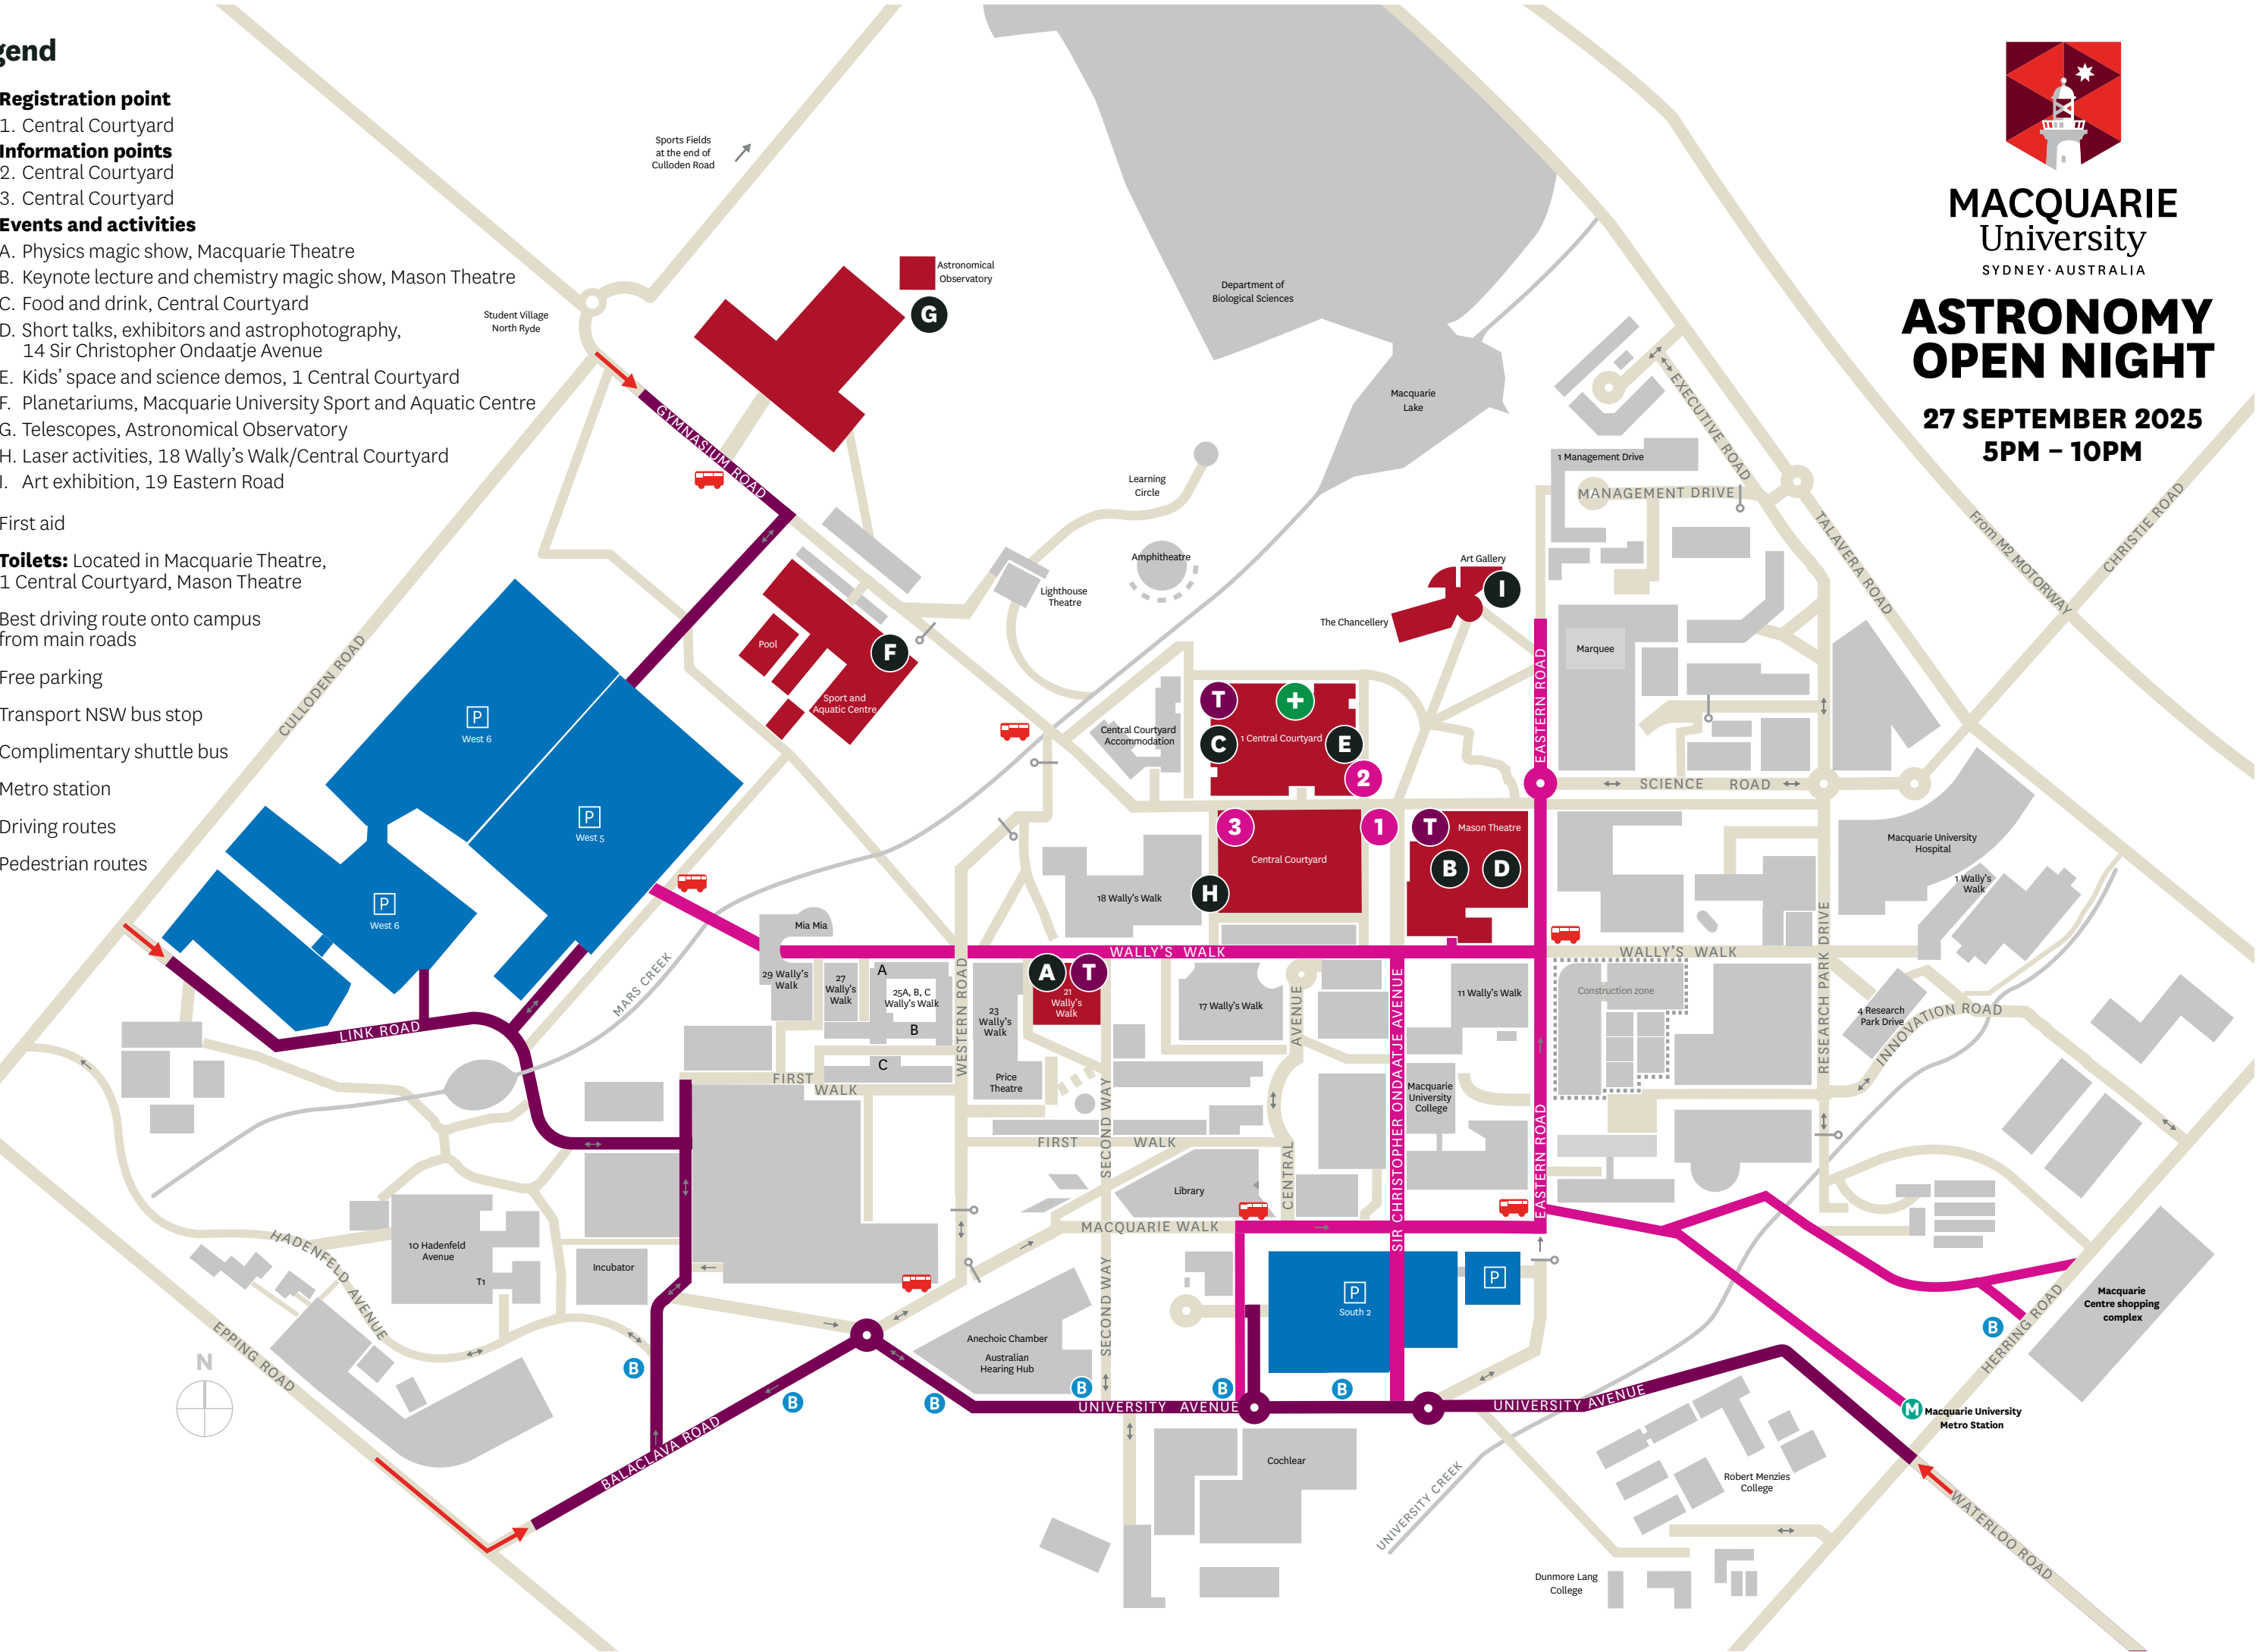 gend
Registration point
1. Central Courtyard
Information points
2. Central Courtyard
3. Central Courtyard
Events and activities
A. Physics magic show, Macquarie Theatre
B. Keynote lecture and chemistry magic show, Mason Theatre
C. Food and drink, Central Courtyard
D. Short talks, exhibitors and astrophotography,
14 Sir Christopher Ondaatje Avenue
E. Kids’ space and science demos, 1 Central Courtyard
F. Planetariums, Macquarie University Sport and Aquatic Centre
G. Telescopes, Astronomical Observatory
H. Laser activities, 18 Wally’s Walk/Central Courtyard
I. Art exhibition, 19 Eastern Road
First aid
Toilets: Located in Macquarie Theatre,
1 Central Courtyard, Mason Theatre
Best driving route onto campus
from main roads
Free parking
Transport NSW bus stop
Complimentary shuttle bus
Metro station
Driving routes
Pedestrian routes
MACQUARIE
University
SYDNEY·AUSTRALIA
ASTRONOMY
OPEN NIGHT
27 SEPTEMBER 2025
5PM – 10PM
Sports Fields
at the end of
Culloden Road
Student Village
North Ryde
Astronomical
Observatory
G
GYMNASIUM ROAD
Department of
Biological Sciences
Macquarie
Lake
Learning
Circle
Amphitheatre
Lighthouse
Theatre
Art Gallery
I
The Chancellery
EXECUTIVE ROAD
1 Management Drive
MANAGEMENT DRIVE
TALAVERA ROAD
From M2 MOTORWAY
CHRISTIE ROAD
Marquee
EASTERN ROAD
Pool
F
Sport and
Aquatic Centre
CULLODEN ROAD
P
West 6
P
West 5
P
West 6
Central Courtyard
Accommodation
T
+
C
1 Central Courtyard
E
2
3
1
Central Courtyard
H
T
Mason Theatre
B
D
SCIENCE ROAD
Macquarie University
Hospital
1 Wally’s
Walk
18 Wally’s Walk
Mia Mia
WALLY’S WALK
WALLY’S WALK
29 Wally’s
Walk
27
Wally’s
Walk
A
25A, B, C
Wally’s Walk
B
C
WESTERN ROAD
23
Wally’s
Walk
A
T
21
Wally’s
Walk
17 Wally’s Walk
AVENUE
11 Wally’s Walk
Construction zone
RESEARCH PARK DRIVE
4 Research
Park Drive
INNOVATION ROAD
MARS CREEK
LINK ROAD
FIRST
WALK
Price
Theatre
SECOND WAY
FIRST WALK
CENTRAL
SIR CHRISTOPHER ONDAATJE AVENUE
Macquarie
University
College
EASTERN ROAD
Library
MACQUARIE WALK
10 Hadenfeld
Avenue
T1
HADENFELD AVENUE
Incubator
EPPING ROAD
N
B
B
B
B
B
B
B
Anechoic Chamber
Australian
Hearing Hub
SECOND WAY
P
South 2
P
UNIVERSITY AVENUE
UNIVERSITY AVENUE
BALACLAVA ROAD
Cochlear
UNIVERSITY CREEK
Macquarie
Centre shopping
complex
HERRING ROAD
M
Macquarie University
Metro Station
Robert Menzies
College
WATERLOO ROAD
Dunmore Lang
College